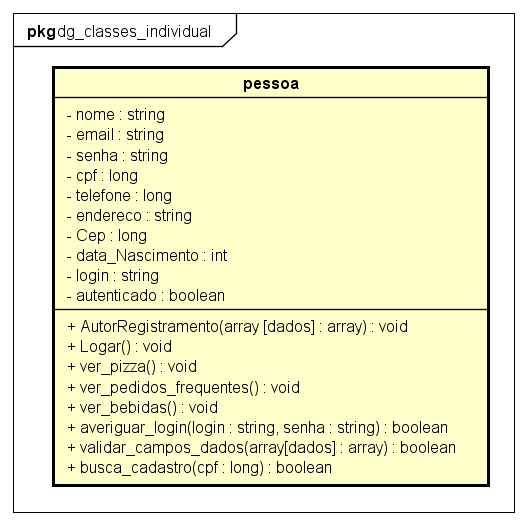 pkg dg_classes_individual
pessoa
- nome : string
- email : string
- senha : string
- cpf : long
- telefone : long
- endereco : string
- Cep : long
- data_Nascimento : int
- login : string
- autenticado : boolean
+ AutorRegistramento(array [dados] : array) : void
+ Logar() : void
+ ver_pizza() : void
+ ver_pedidos_frequentes() : void
+ ver_bebidas() : void
+ averiguar_login(login : string, senha : string) : boolean
+ validar_campos_dados(array[dados] : array) : boolean
+ busca_cadastro(cpf : long) : boolean